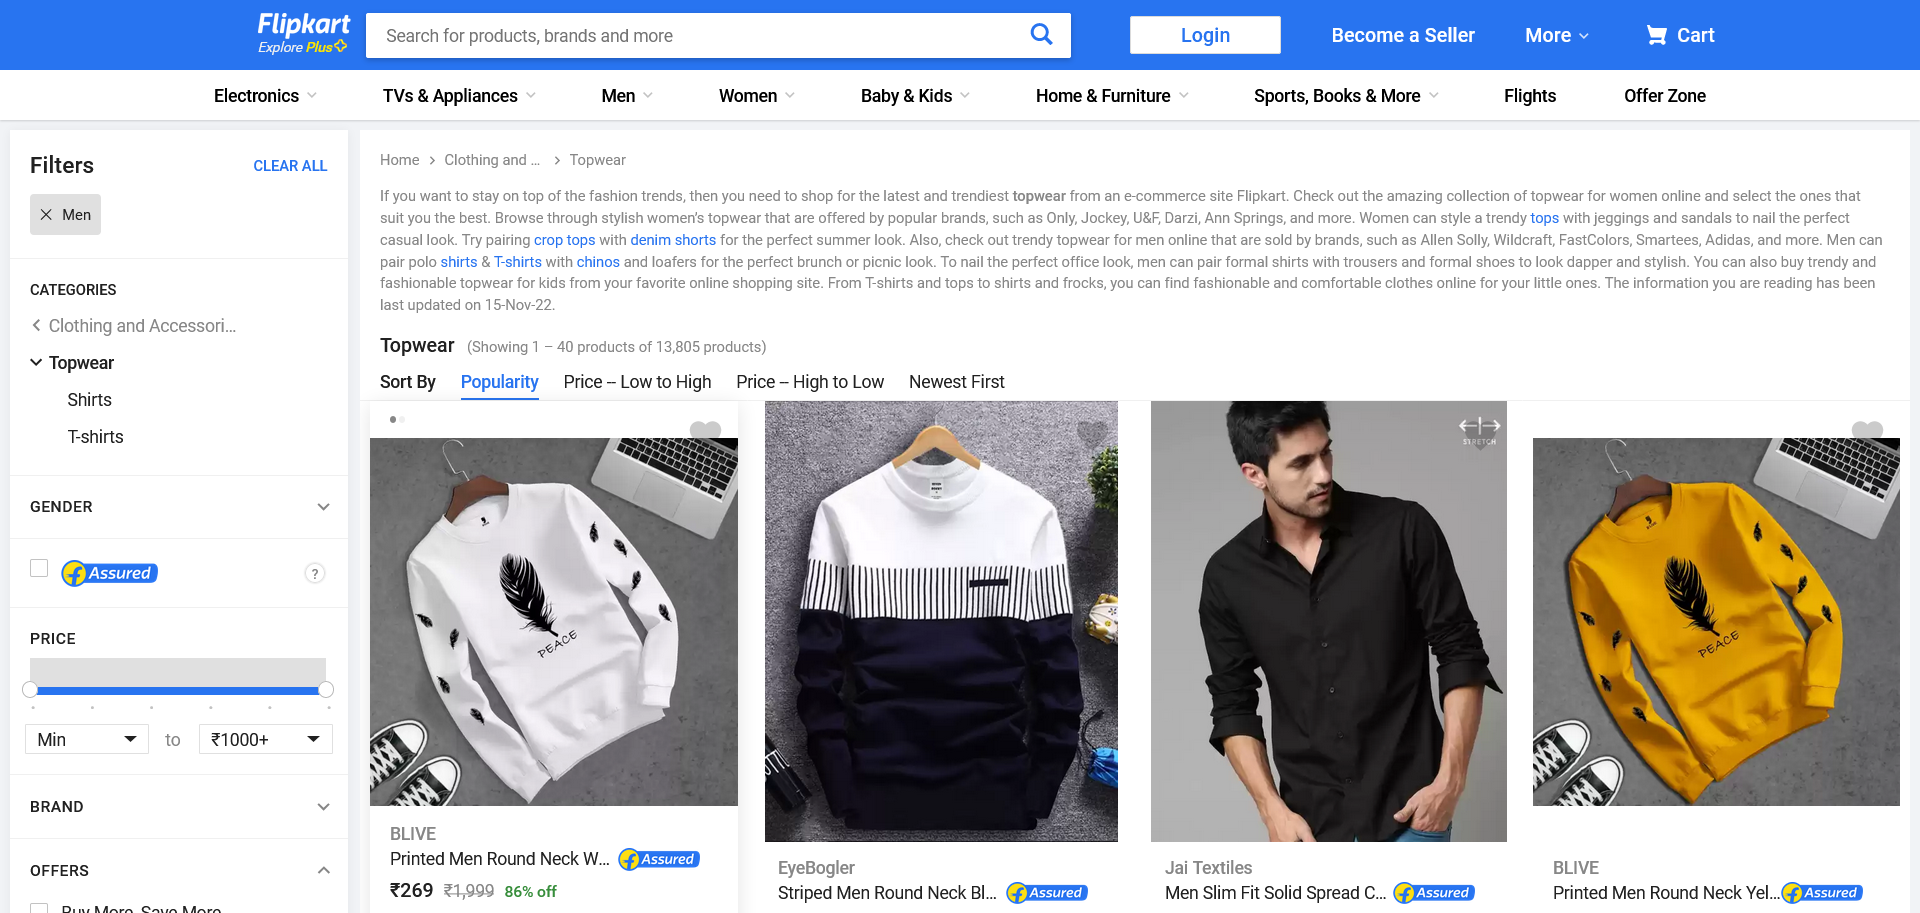 Flipkart
Explore Plus
Search for products, brands and more
Login
Become a Seller
More
Cart
Electronics
TVs & Appliances
Men
Women
Baby & Kids
Home & Furniture
Sports, Books & More
Flights
Offer Zone
Filters
CLEAR ALL
Men
CATEGORIES
Clothing and Accessori...
Topwear
Shirts
T-shirts
GENDER
Assured
?
PRICE
Min
to
₹1000+
BRAND
OFFERS
Buy More, Save More
Home
Clothing and ...
Topwear
If you want to stay on top of the fashion trends, then you need to shop for the latest and trendiest topwear from an e-commerce site Flipkart. Check out the amazing collection of topwear for women online and select the ones that
suit you the best. Browse through stylish women's topwear that are offered by popular brands, such as Only, Jockey, U&F, Darzi, Ann Springs, and more. Women can style a trendy tops with jeggings and sandals to nail the perfect
casual look. Try pairing crop tops with denim shorts for the perfect summer look. Also, check out trendy topwear for men online that are sold by brands, such as Allen Solly, Wildcraft, FastColors, Smartees, Adidas, and more. Men can
pair polo shirts & T-shirts with chinos and loafers for the perfect brunch or picnic look. To nail the perfect office look, men can pair formal shirts with trousers and formal shoes to look dapper and stylish. You can also buy trendy and
fashionable topwear for kids from your favorite online shopping site. From T-shirts and tops to shirts and frocks, you can find fashionable and comfortable clothes online for your little ones. The information you are reading has been
last updated on 15-Nov-22.
Topwear (Showing 1 – 40 products of 13,805 products)
Sort By
Popularity
Price -- Low to High
Price -- High to Low
Newest First
PEACE
STRETCH
PEACE
BLIVE
Printed Men Round Neck W...
Assured
₹269 ₹1,999 86% off
EyeBogler
Striped Men Round Neck Bl...
Assured
Jai Textiles
Men Slim Fit Solid Spread C...
Assured
BLIVE
Printed Men Round Neck Yel...
Assured